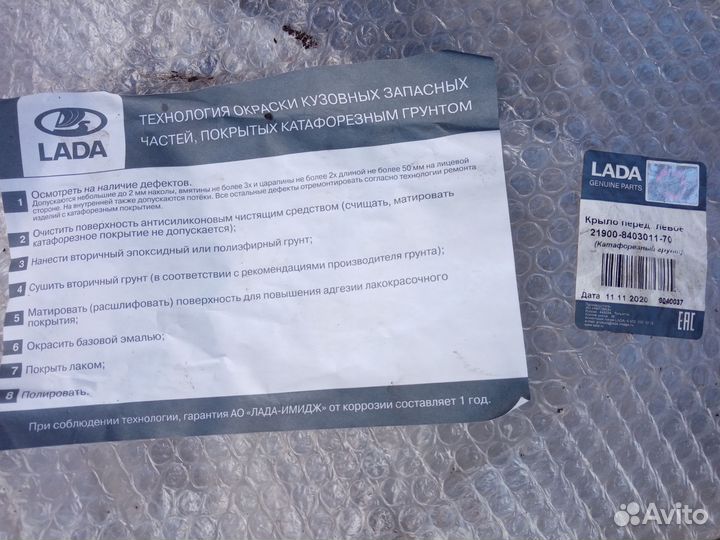 LADA
ТЕХНОЛОГИЯ ОКРАСКИ КУЗОВНЫХ ЗАПАСНЫХ
ЧАСТЕЙ, ПОКРЫТЫХ КАТАФОРЕЗНЫМ ГРУНТОМ
1 Осмотреть на наличие дефектов.
Допускаются небольшие до 2 мм наколы, вмятины не более 3х и царапины не более 2х длиной не более 50 мм на лицевой
стороне. На внутренней также допускаются потёки. Все остальные дефекты отремонтировать согласно технологии ремонта
изделий с катафорезным покрытием.
2 Очистить поверхность антисиликоновым чистящим средством (счищать, матировать
катафорезное покрытие не допускается);
3 Нанести вторичный эпоксидный или полиэфирный грунт;
4 Сушить вторичный грунт (в соответствии с рекомендациями производителя грунта);
5 Матировать (расшлифовать) поверхность для повышения адгезии лакокрасочного
покрытия;
6 Окрасить базовой эмалью;
7 Покрыть лаком;
8 Полировать.
При соблюдении технологии, гарантия АО «ЛАДА-ИМИДЖ» от коррозии составляет 1 год.
LADA
GENUINE PARTS
Крыло перед. левое
21900-8403011-70
(Катафорезный грунт)
Дата 11.11.2020 9040037
EAC
Avito